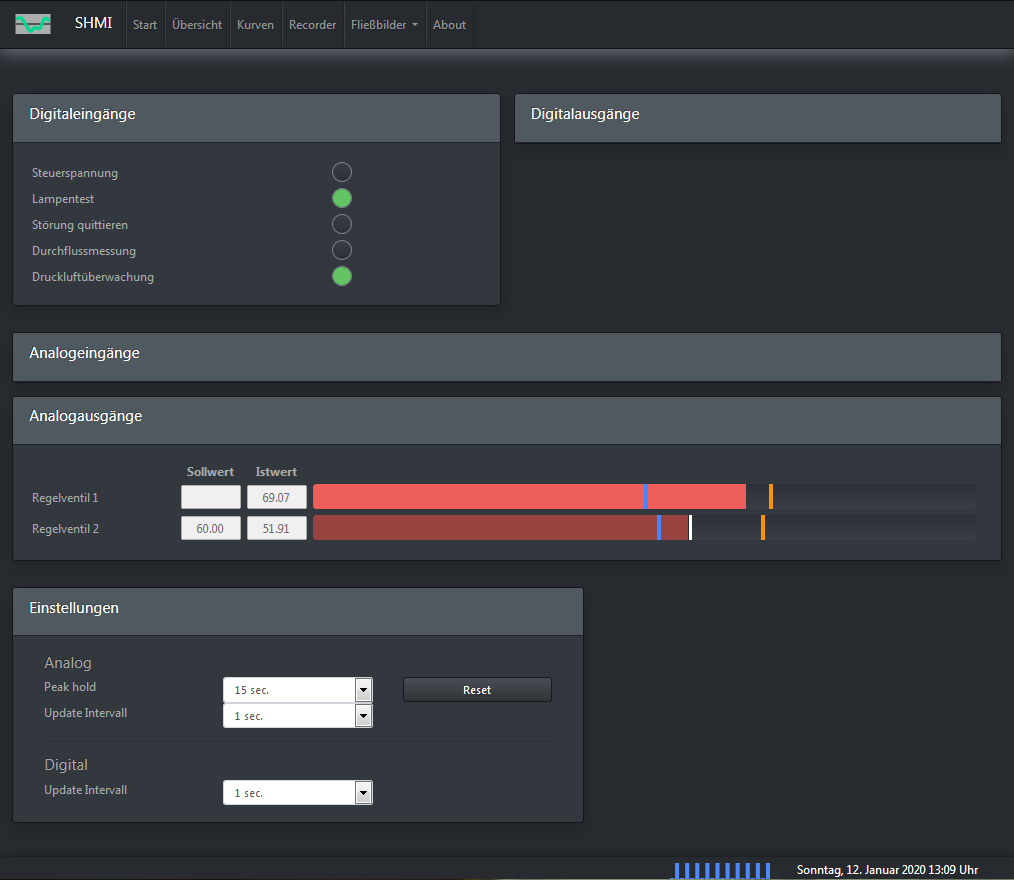 SHMI Start Übersicht Kurven Recorder Fließbilder About
Digitaleingänge
Steuerspannung
Lampentest
Störung quittieren
Durchflussmessung
Druckluftüberwachung
Digitalausgänge
Analogeingänge
Analogausgänge
Sollwert Istwert
Regelventil 1 69.07
Regelventil 2 60.00 51.91
Einstellungen
Analog
Peak hold 15 sec. Reset
Update Intervall 1 sec.
Digital
Update Intervall 1 sec.
Sonntag, 12. Januar 2020 13:09 Uhr